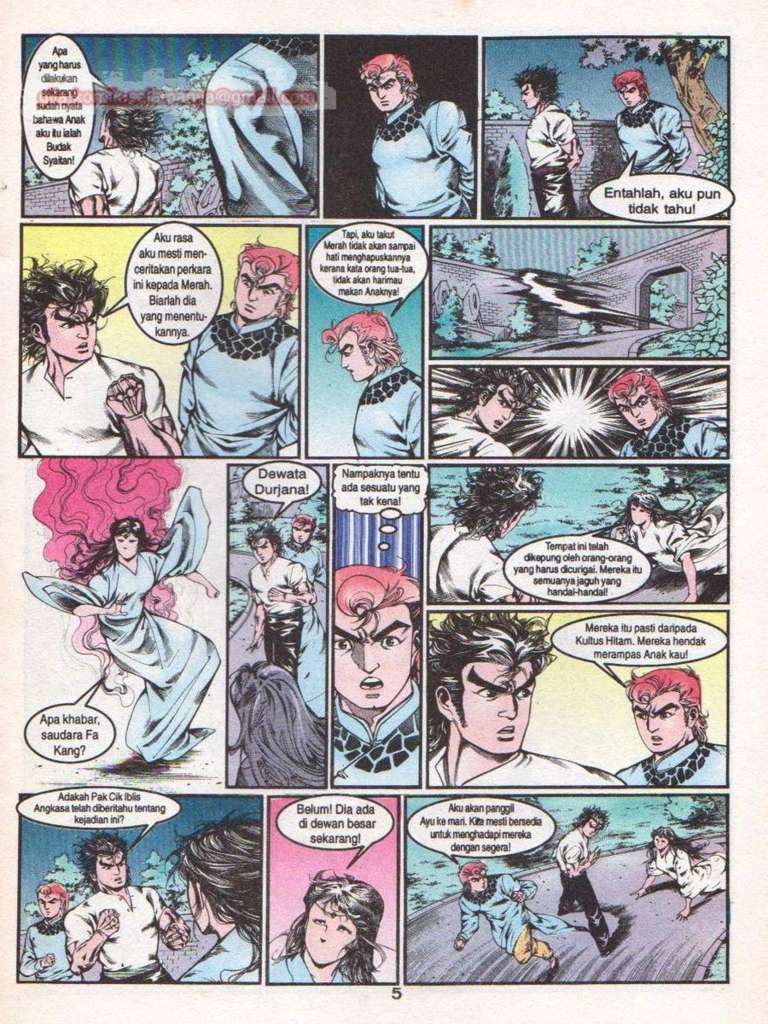 Apa
yang harus
dilakukan
sekarang
sudah nyata
bahawa Anak
aku itu ialah
Budak
Syaitan!
Entahlah, aku pun
tidak tahu!
Aku rasa
aku mesti men-
ceritakan perkara
ini kepada Merah.
Biarlah dia
yang menentu-
kannya.
Tapi, aku takut
Merah tidak akan sampai
hati menghapuskannya
kerana kata orang tua-tua,
tidak akan harimau
makan Anaknya!
Apa khabar,
saudara Fa
Kang?
Dewata
Durjana!
Nampaknya tentu
ada sesuatu yang
tak kena!
Tempat ini telah
dikepung oleh orang-orang
yang harus dicurigai. Mereka itu
semuanya jaguh yang
handal-handal!
Mereka itu pasti daripada
Kultus Hitam. Mereka hendak
merampas Anak kau!
Adakah Pak Cik Iblis
Angkasa telah diberitahu tentang
kejadian ini?
Belum! Dia ada
di dewan besar
sekarang!
Aku akan panggil
Ayu ke mari. Kita mesti bersedia
untuk menghadapi mereka
dengan segera!
5